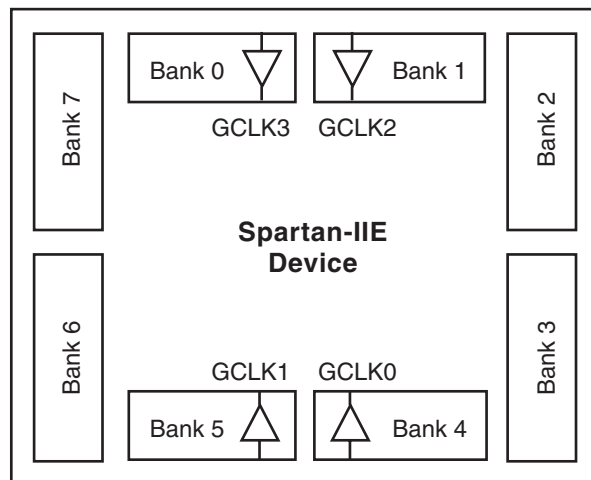 Bank 0
Bank 1
Bank 7
Bank 2
GCLK3 GCLK2
Spartan-IIE
Device
Bank 6
Bank 3
GCLK1 GCLK0
Bank 5
Bank 4